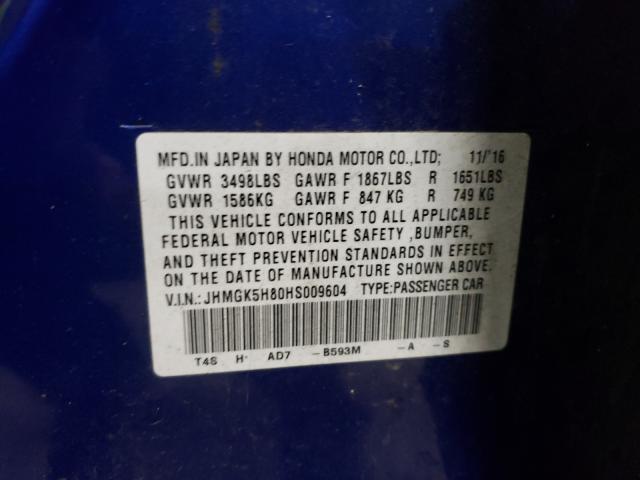 MFD.IN JAPAN BY HONDA MOTOR CO.,LTD; 11/'16
GVWR 3498LBS GAWR F 1867LBS R 1651LBS
GVWR 1586KG GAWR F 847 KG R 749 KG
THIS VEHICLE CONFORMS TO ALL APPLICABLE
FEDERAL MOTOR VEHICLE SAFETY ,BUMPER,
AND THEFT PREVENTION STANDARDS IN EFFECT
ON THE DATE OF MANUFACTURE SHOWN ABOVE.
V.I.N.:JHMGK5H80HS009604 TYPE:PASSENGER CAR
T4S H· AD7 –B593M –A –S